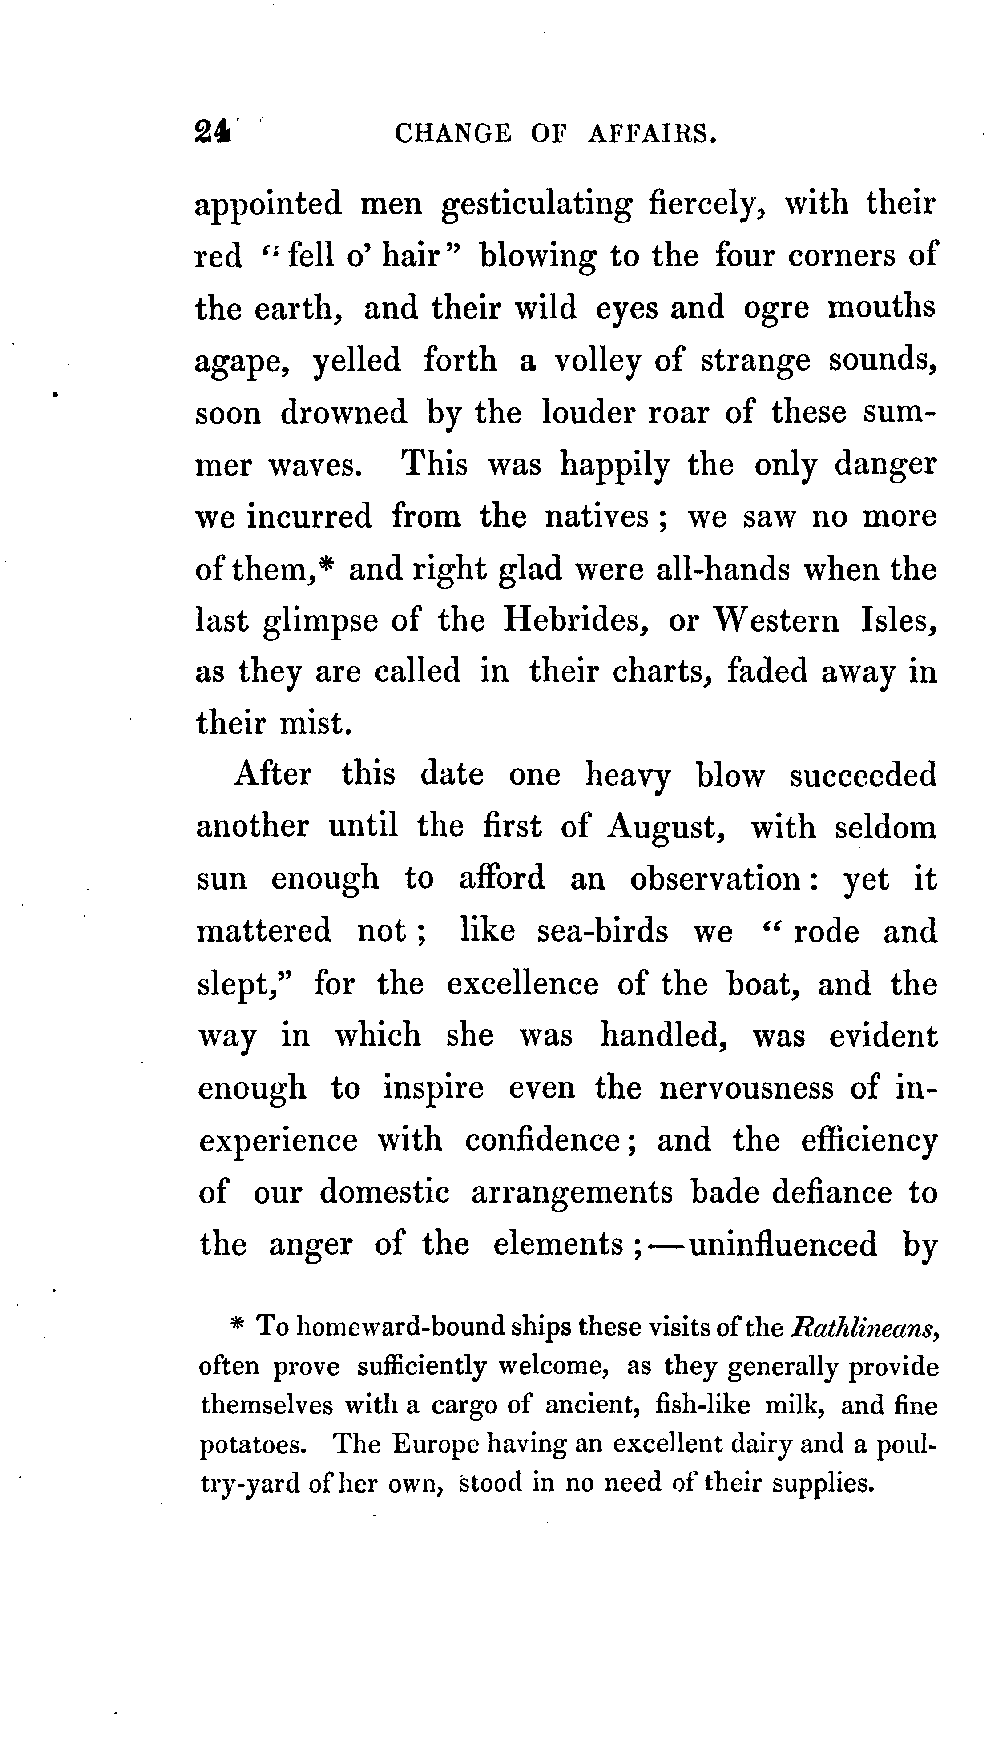 24 CHANGE OF AFFAIRS.
appointed men gesticulating fiercely, with their
red "fell o' hair" blowing to the four corners of
the earth, and their wild eyes and ogre mouths
agape, yelled forth a volley of strange sounds,
soon drowned by the louder roar of these sum-
mer waves. This was happily the only danger
we incurred from the natives; we saw no more
of them,* and right glad were all-hands when the
last glimpse of the Hebrides, or Western Isles,
as they are called in their charts, faded away in
their mist.
After this date one heavy blow succeeded
another until the first of August, with seldom
sun enough to afford an observation: yet it
mattered not; like sea-birds we "rode and
slept," for the excellence of the boat, and the
way in which she was handled, was evident
enough to inspire even the nervousness of in-
experience with confidence; and the efficiency
of our domestic arrangements bade defiance to
the anger of the elements;—uninfluenced by
* To homeward-bound ships these visits of the Rathlineans,
often prove sufficiently welcome, as they generally provide
themselves with a cargo of ancient, fish-like milk, and fine
potatoes. The Europe having an excellent dairy and a poul-
try-yard of her own, stood in no need of their supplies.